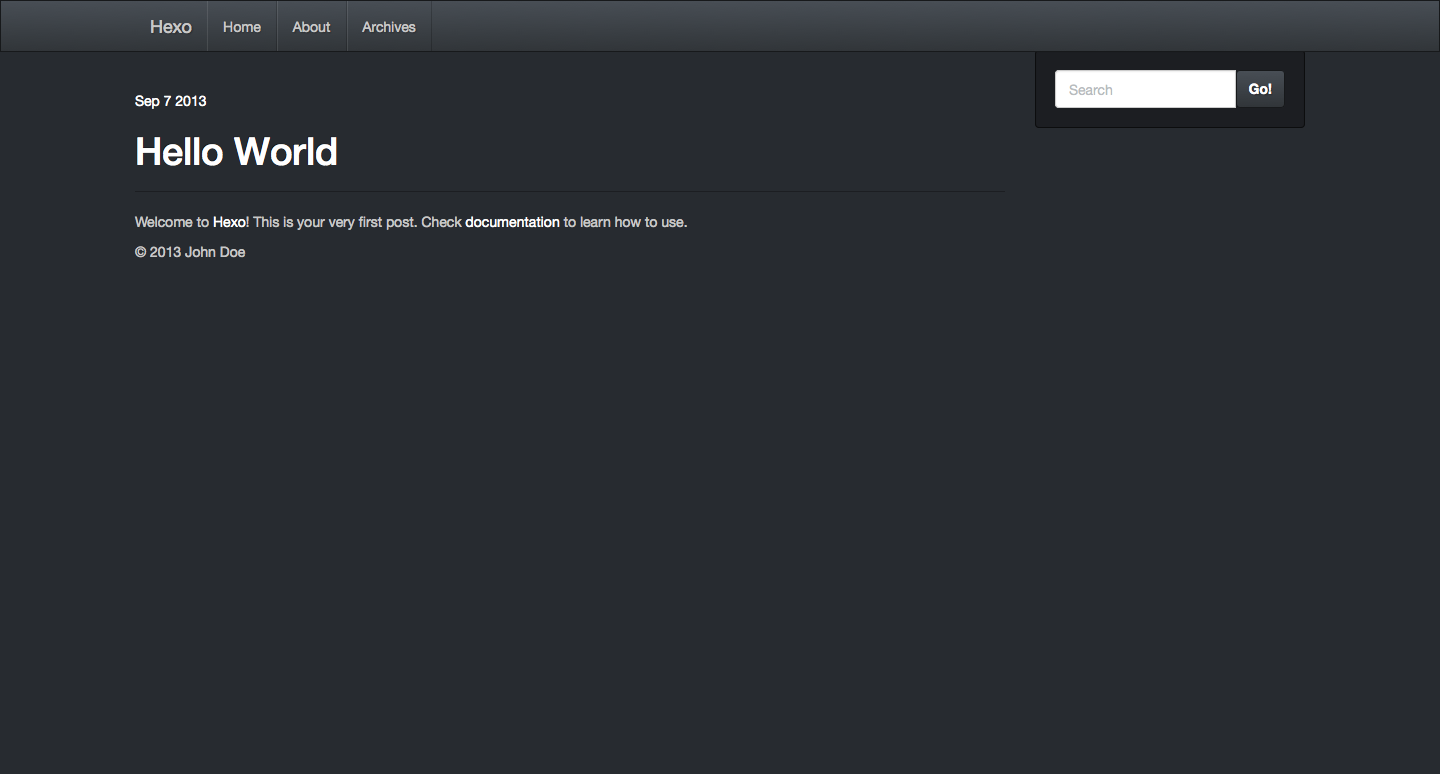 Hexo Home About Archives
Search Go!
Sep 7 2013
Hello World
Welcome to Hexo! This is your very first post. Check documentation to learn how to use.
© 2013 John Doe